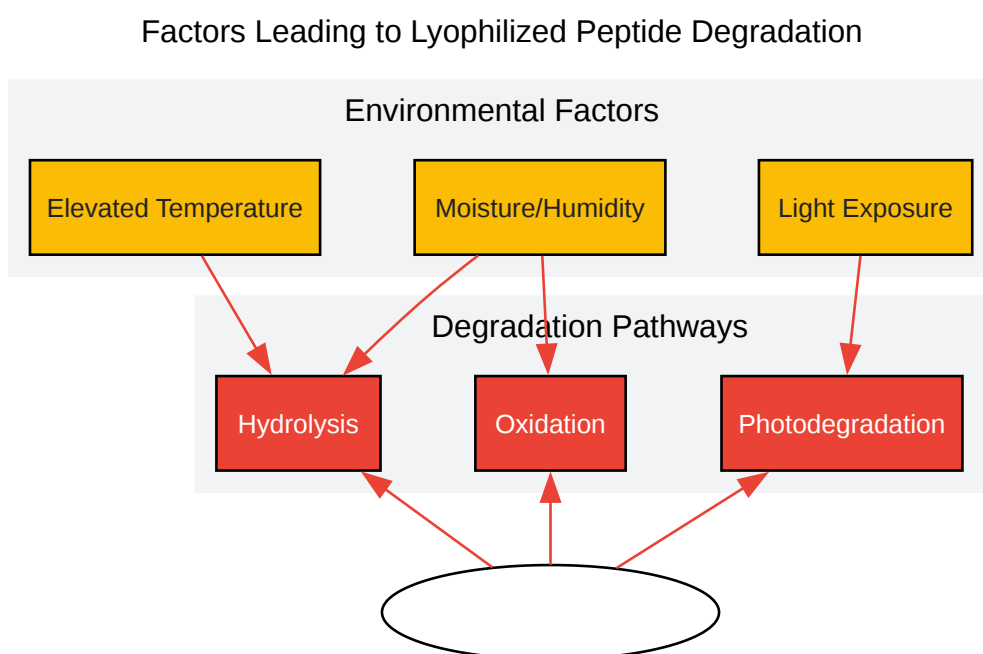 Factors Leading to Lyophilized Peptide Degradation
Environmental Factors
Elevated Temperature
Moisture/Humidity
Light Exposure
Degradation Pathways
Hydrolysis
Oxidation
Photodegradation